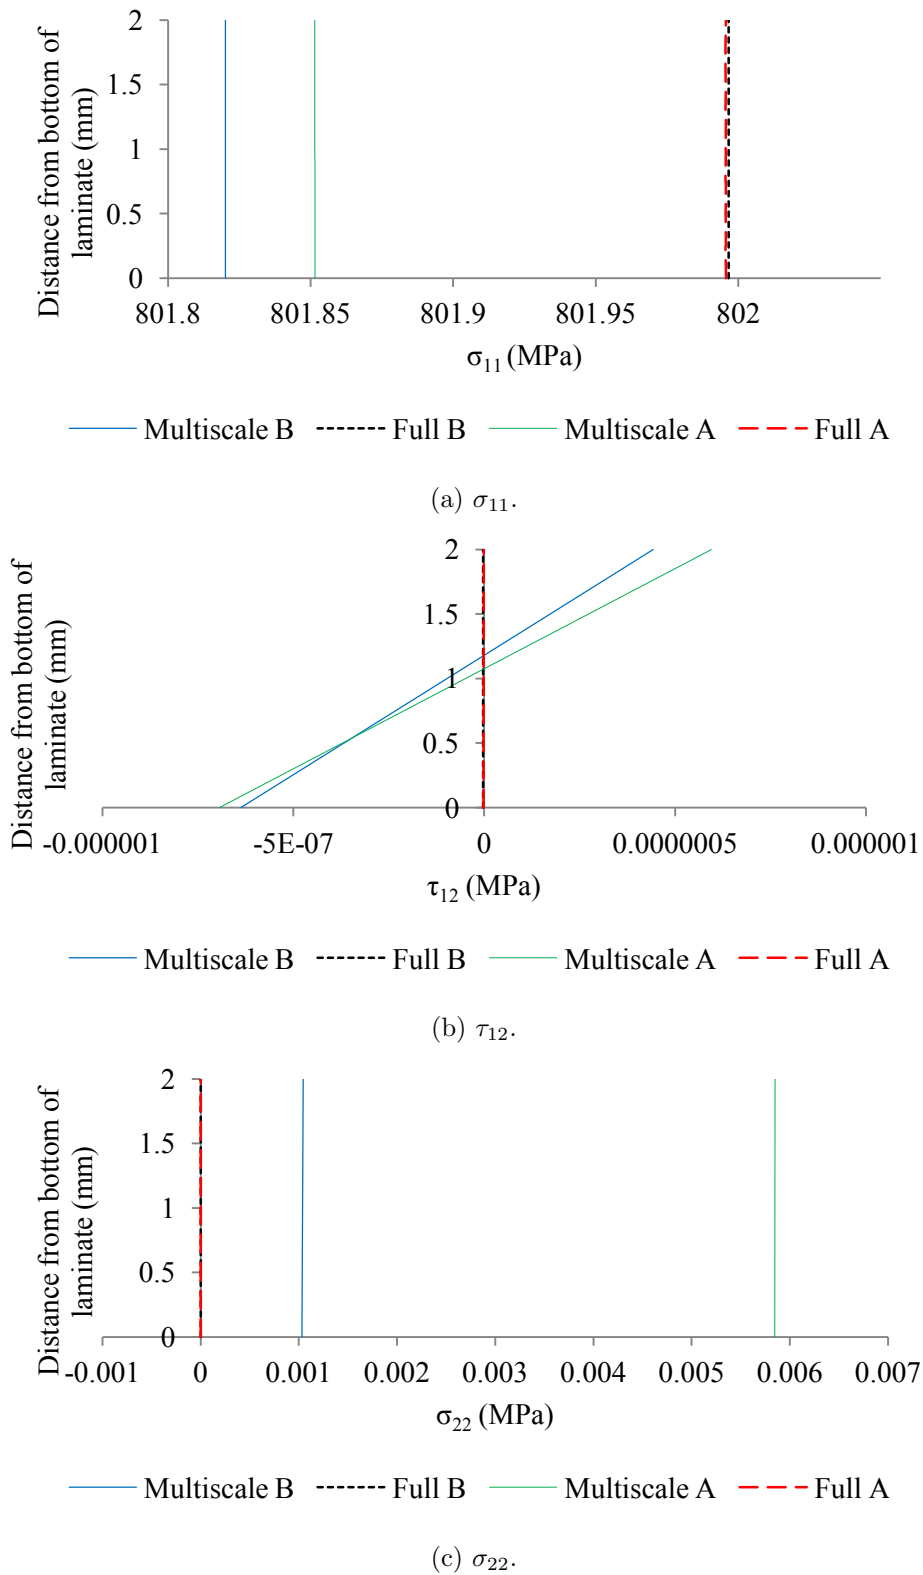 Distance from bottom of
laminate (mm)
2
1.5
1
0.5
0
801.8 801.85 801.9 801.95 802
σ11 (MPa)
Multiscale B Full B Multiscale A Full A
(a) σ11.
Distance from bottom of
laminate (mm)
2
1.5
1
0.5
0
-0.000001 -5E-07 0 0.0000005 0.000001
τ12 (MPa)
Multiscale B Full B Multiscale A Full A
(b) τ12.
Distance from bottom of
laminate (mm)
2
1.5
1
0.5
0
-0.001 0 0.001 0.002 0.003 0.004 0.005 0.006 0.007
σ22 (MPa)
Multiscale B Full B Multiscale A Full A
(c) σ22.